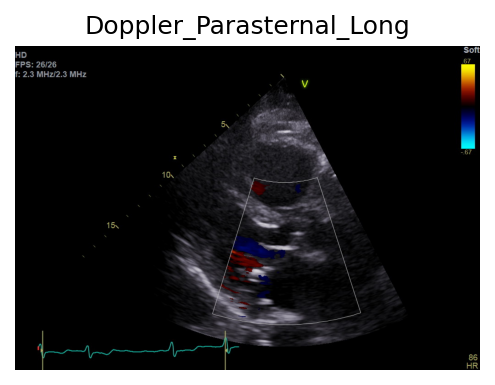 Doppler_Parasternal_Long
HD
FPS: 26/26
f: 2.3 MHz/2.3 MHz
Soft
67
V
5
10
15
-67
86
HR